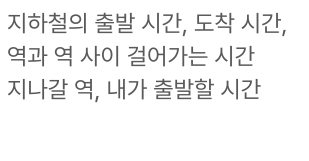 지하철의 출발 시간, 도착 시간,
역과 역 사이 걸어가는 시간
지나갈 역, 내가 출발할 시간